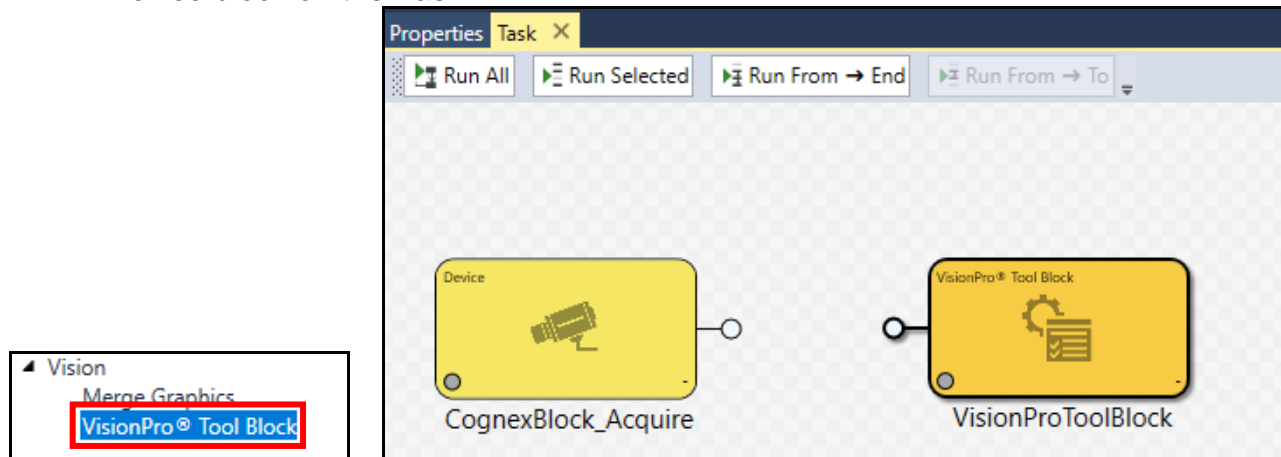 Properties Task
Run All Run Selected Run From → End Run From → To
Device
VisionPro® Tool Block
CognexBlock_Acquire
VisionProToolBlock
Vision
Merge Graphics
VisionPro® Tool Block